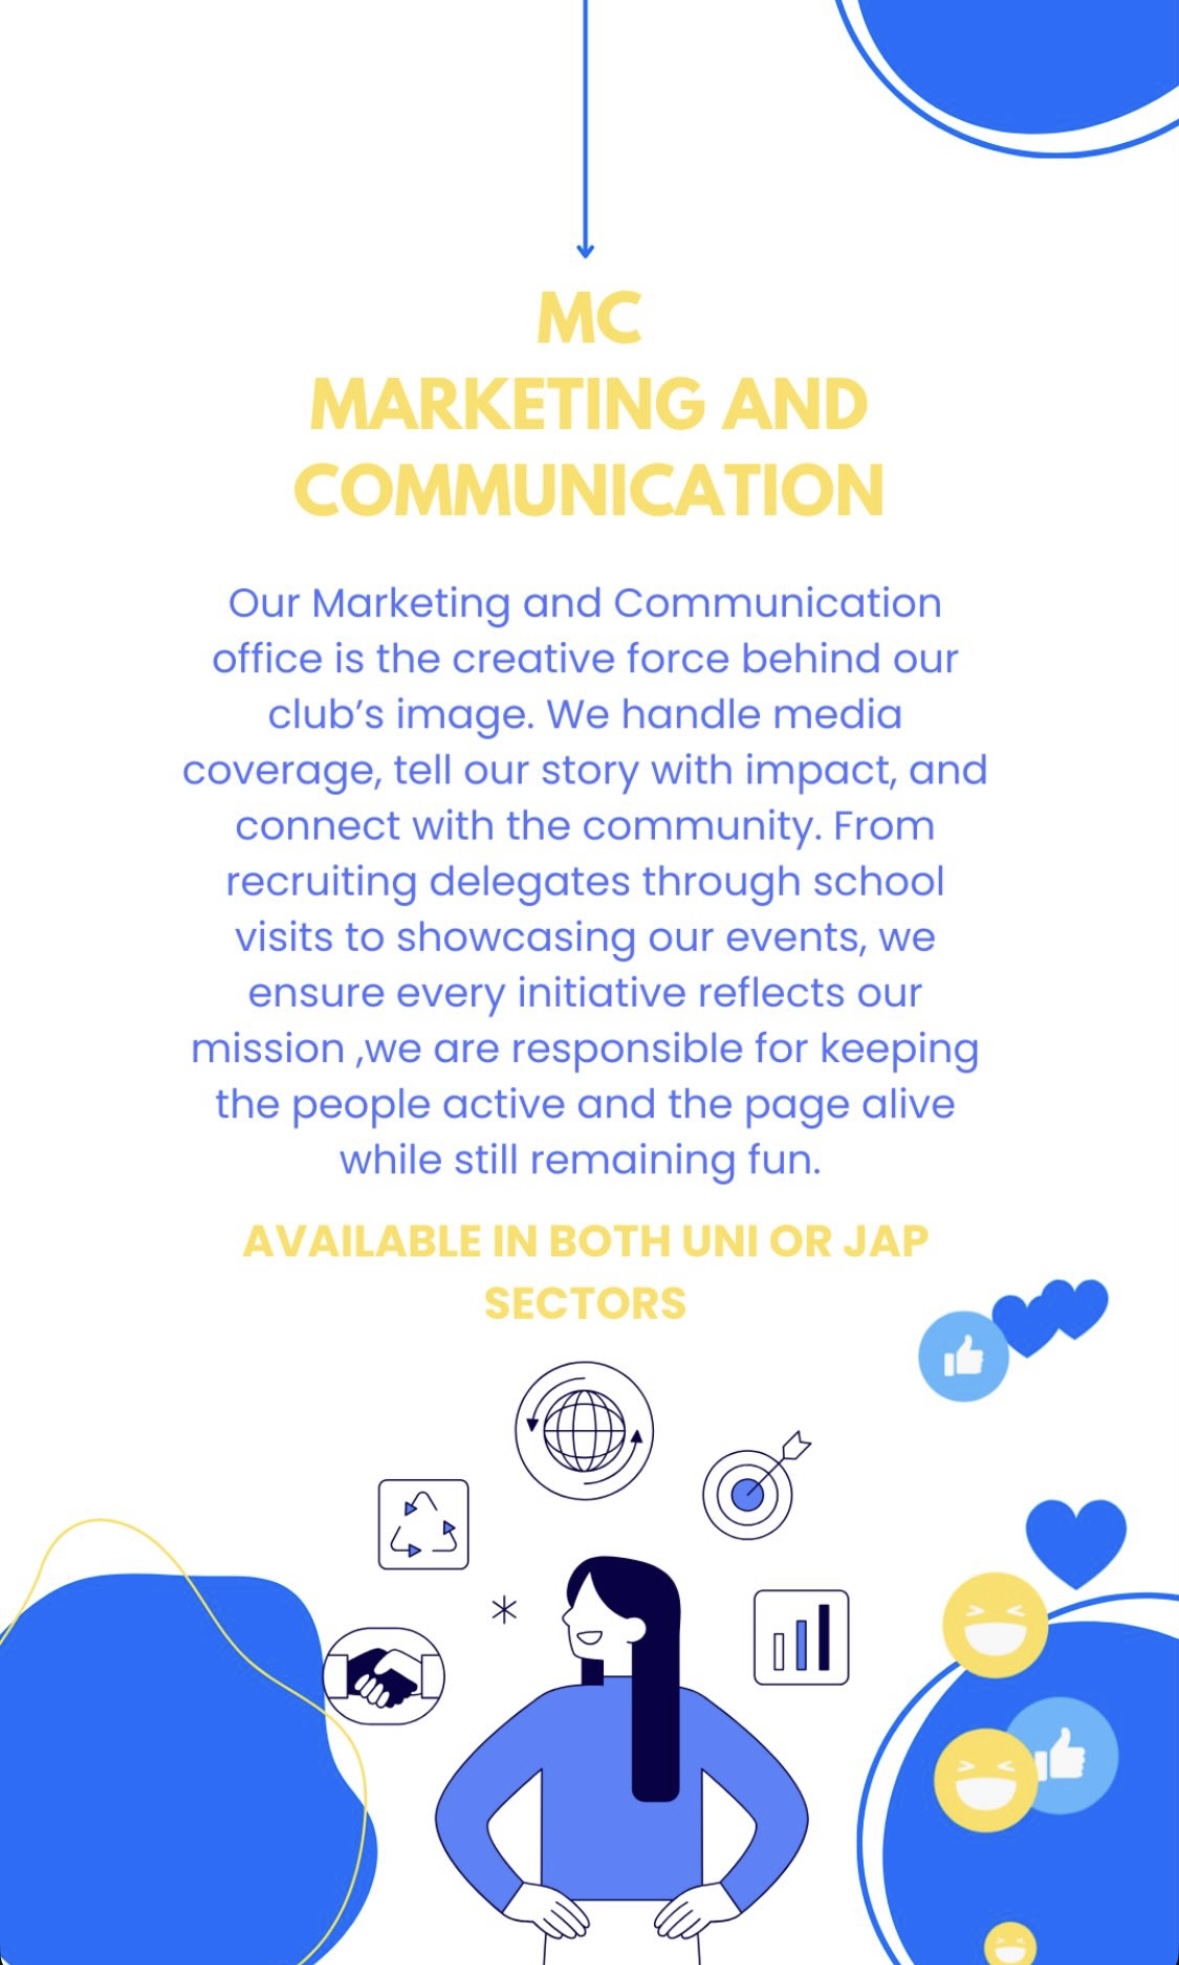 MC
MARKETING AND
COMMUNICATION
Our Marketing and Communication
office is the creative force behind our
club’s image. We handle media
coverage, tell our story with impact, and
connect with the community. From
recruiting delegates through school
visits to showcasing our events, we
ensure every initiative reflects our
mission ,we are responsible for keeping
the people active and the page alive
while still remaining fun.
AVAILABLE IN BOTH UNI OR JAP
SECTORS